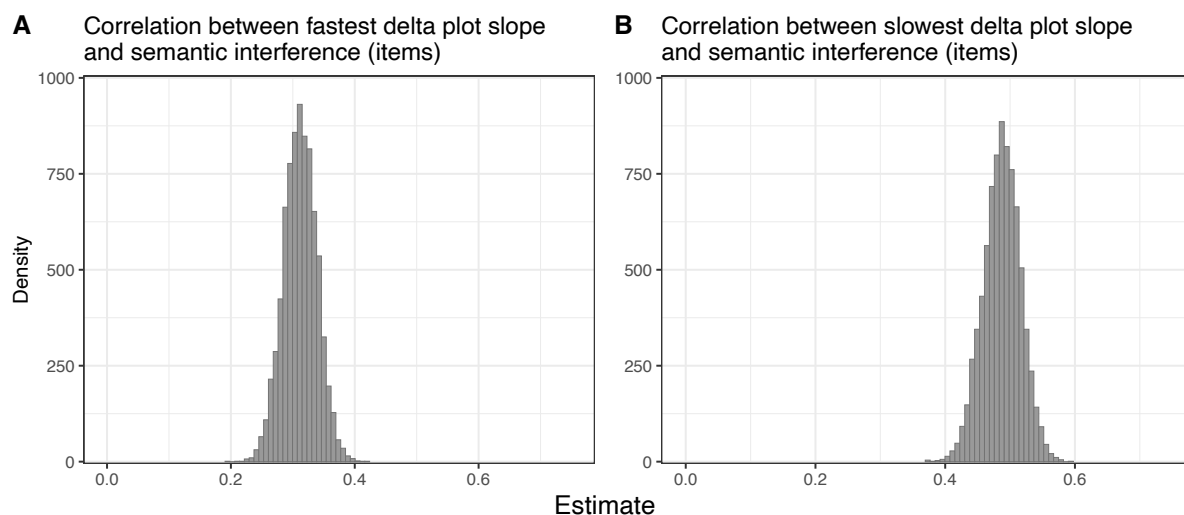 A Correlation between fastest delta plot slope
and semantic interference (items)
1000
750
500
250
0
Density
0.0 0.2 0.4 0.6
B Correlation between slowest delta plot slope
and semantic interference (items)
1000
750
500
250
0
0.0 0.2 0.4 0.6
Estimate